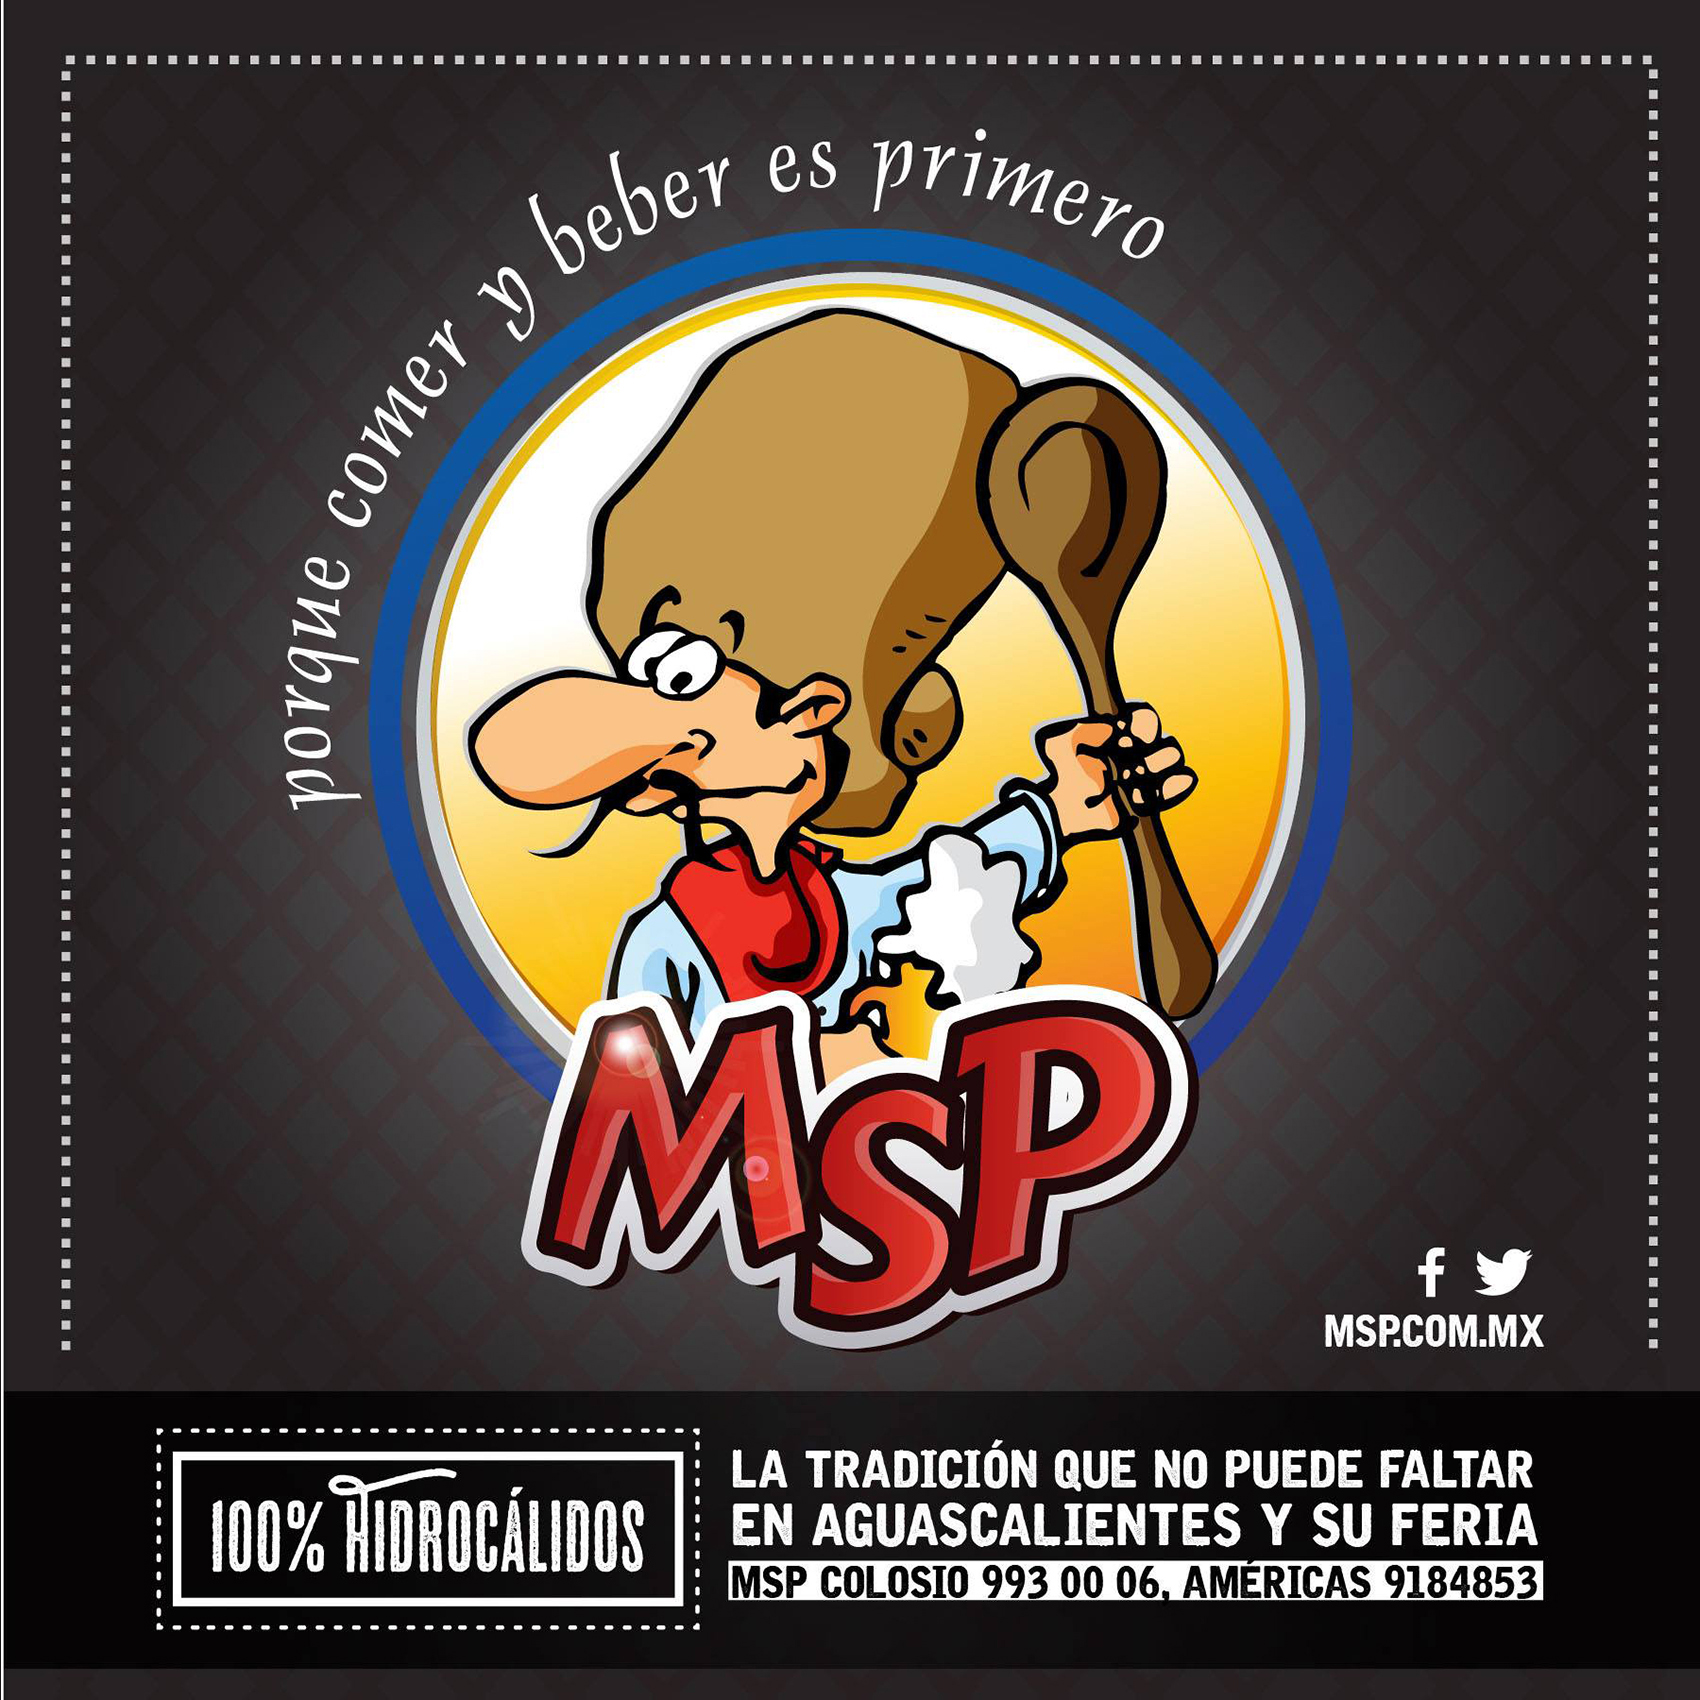 porque comer y beber es primero
MSP
MSP.COM.MX
100% HIDROCÁLIDOS
LA TRADICIÓN QUE NO PUEDE FALTAR
EN AGUASCALIENTES Y SU FERIA
MSP COLOSIO 993 00 06, AMÉRICAS 9184853